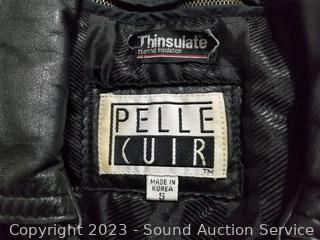 Thinsulate
Thermal Insulation
PELLE
CUIR
TM
MADE IN
KOREA
S
Copyright 2023 - Sound Auction Service